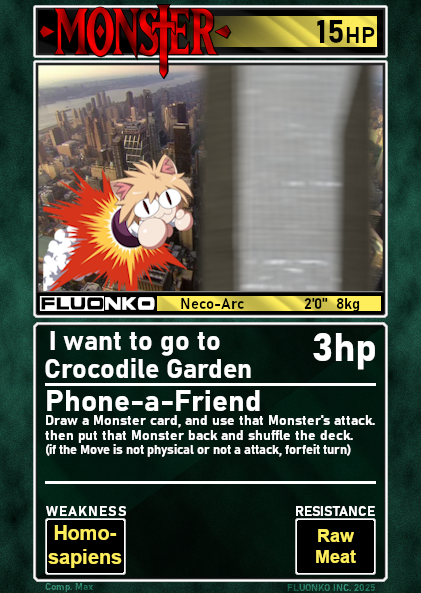 MONSTER
15HP
FLUONKO
Neco-Arc
2'0" 8kg
I want to go to
Crocodile Garden
3hp
Phone-a-Friend
Draw a Monster card, and use that Monster's attack.
then put that Monster back and shuffle the deck.
(if the Move is not physical or not a attack, forfeit turn)
WEAKNESS
Homo-
sapiens
RESISTANCE
Raw
Meat
Comp. Max
FLUONKO INC. 2025